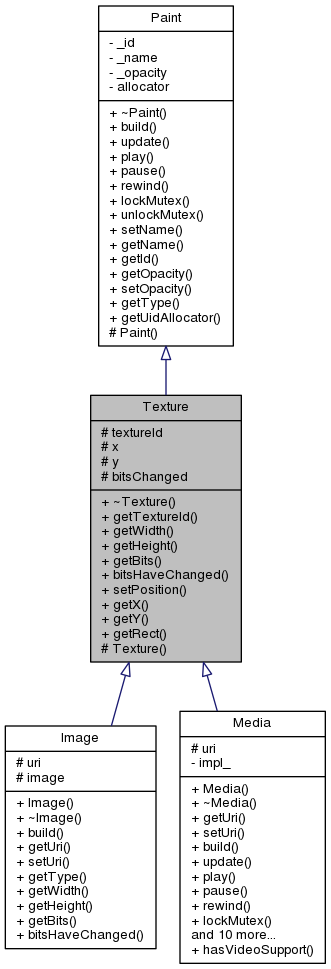 Paint
- _id
- _name
- _opacity
- allocator
+ ~Paint()
+ build()
+ update()
+ play()
+ pause()
+ rewind()
+ lockMutex()
+ unlockMutex()
+ setName()
+ getName()
+ getId()
+ getOpacity()
+ setOpacity()
+ getType()
+ getUidAllocator()
# Paint()
Texture
# textureId
# x
# y
# bitsChanged
+ ~Texture()
+ getTextureId()
+ getWidth()
+ getHeight()
+ getBits()
+ bitsHaveChanged()
+ setPosition()
+ getX()
+ getY()
+ getRect()
# Texture()
Image
# uri
# image
+ Image()
+ ~Image()
+ build()
+ getUri()
+ setUri()
+ getType()
+ getWidth()
+ getHeight()
+ getBits()
+ bitsHaveChanged()
Media
# uri
- impl_
+ Media()
+ ~Media()
+ getUri()
+ setUri()
+ build()
+ update()
+ play()
+ pause()
+ rewind()
+ lockMutex()
and 10 more...
+ hasVideoSupport()